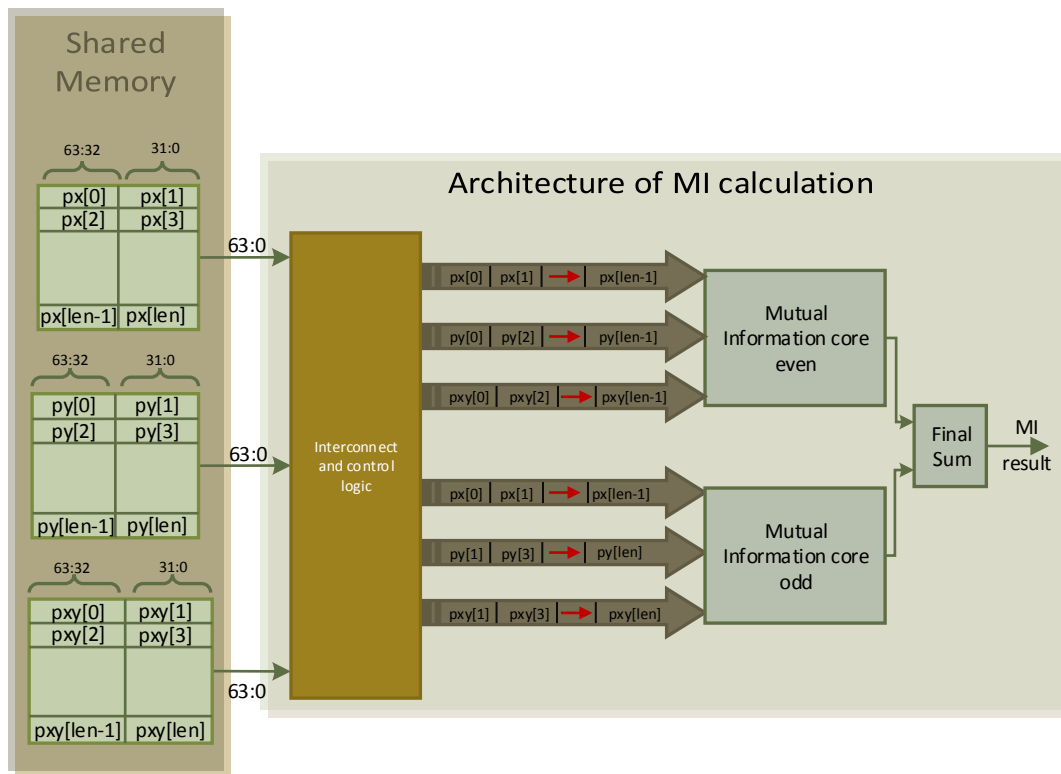 Shared
Memory
63:32
31:0
px[0]
px[1]
px[2]
px[3]
px[len-1]
px[len]
63:32
31:0
py[0]
py[1]
py[2]
py[3]
py[len-1]
py[len]
63:32
31:0
pxy[0]
pxy[1]
pxy[2]
pxy[3]
pxy[len-1]
pxy[len]
63:0
63:0
63:0
Architecture of MI calculation
Interconnect
and control
logic
px[0] px[1] px[len-1]
py[0] py[2] py[len-1]
pxy[0] pxy[2] pxy[len-1]
px[0] px[1] px[len-1]
py[1] py[3] py[len]
pxy[1] pxy[3] pxy[len]
Mutual
Information core
even
Mutual
Information core
odd
Final
Sum
MI
result